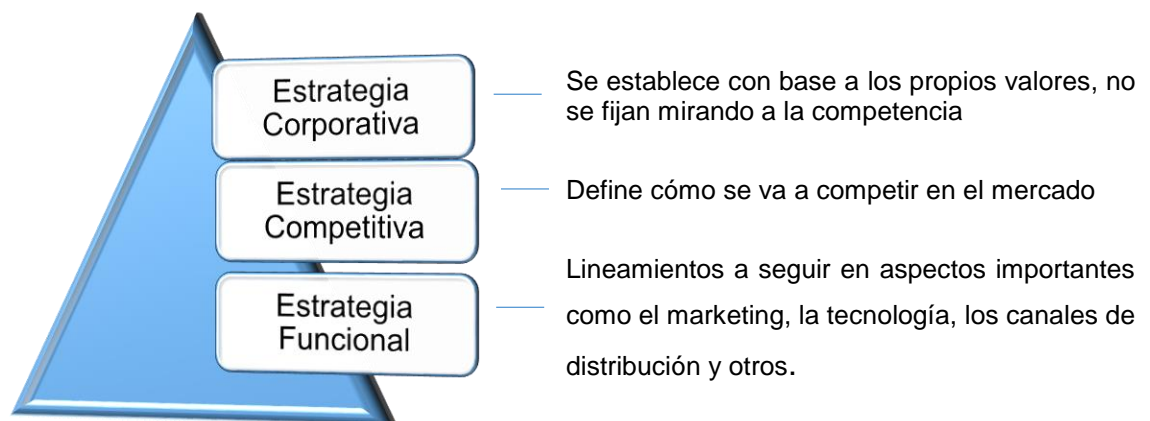 Estrategia
Corporativa
Se establece con base a los propios valores, no
se fijan mirando a la competencia
Estrategia
Competitiva
Define cómo se va a competir en el mercado
Estrategia
Funcional
Lineamientos a seguir en aspectos importantes
como el marketing, la tecnología, los canales de
distribución y otros.